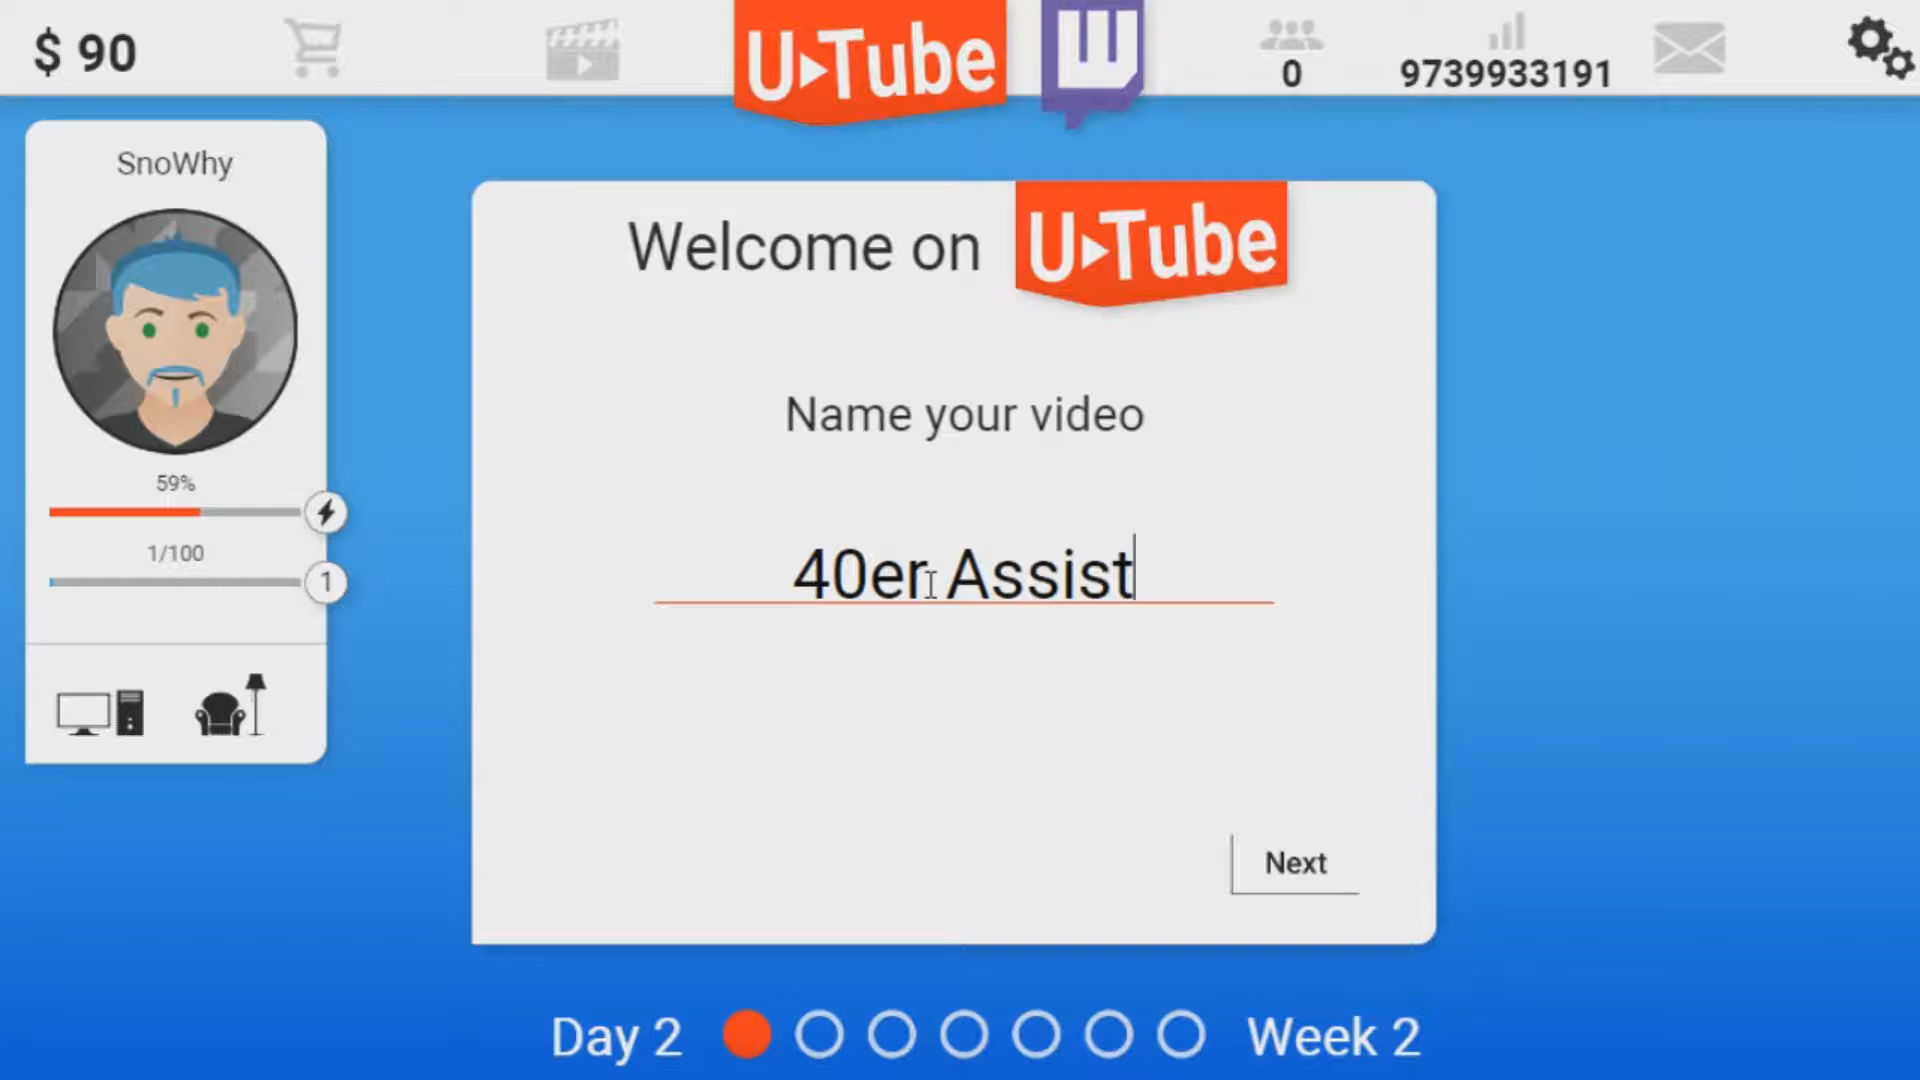 $ 90
U Tube
0
9739933191
SnoWhy
59%
1/100
1
Welcome on U Tube
Name your video
40er Assist
Next
Day 2
Week 2